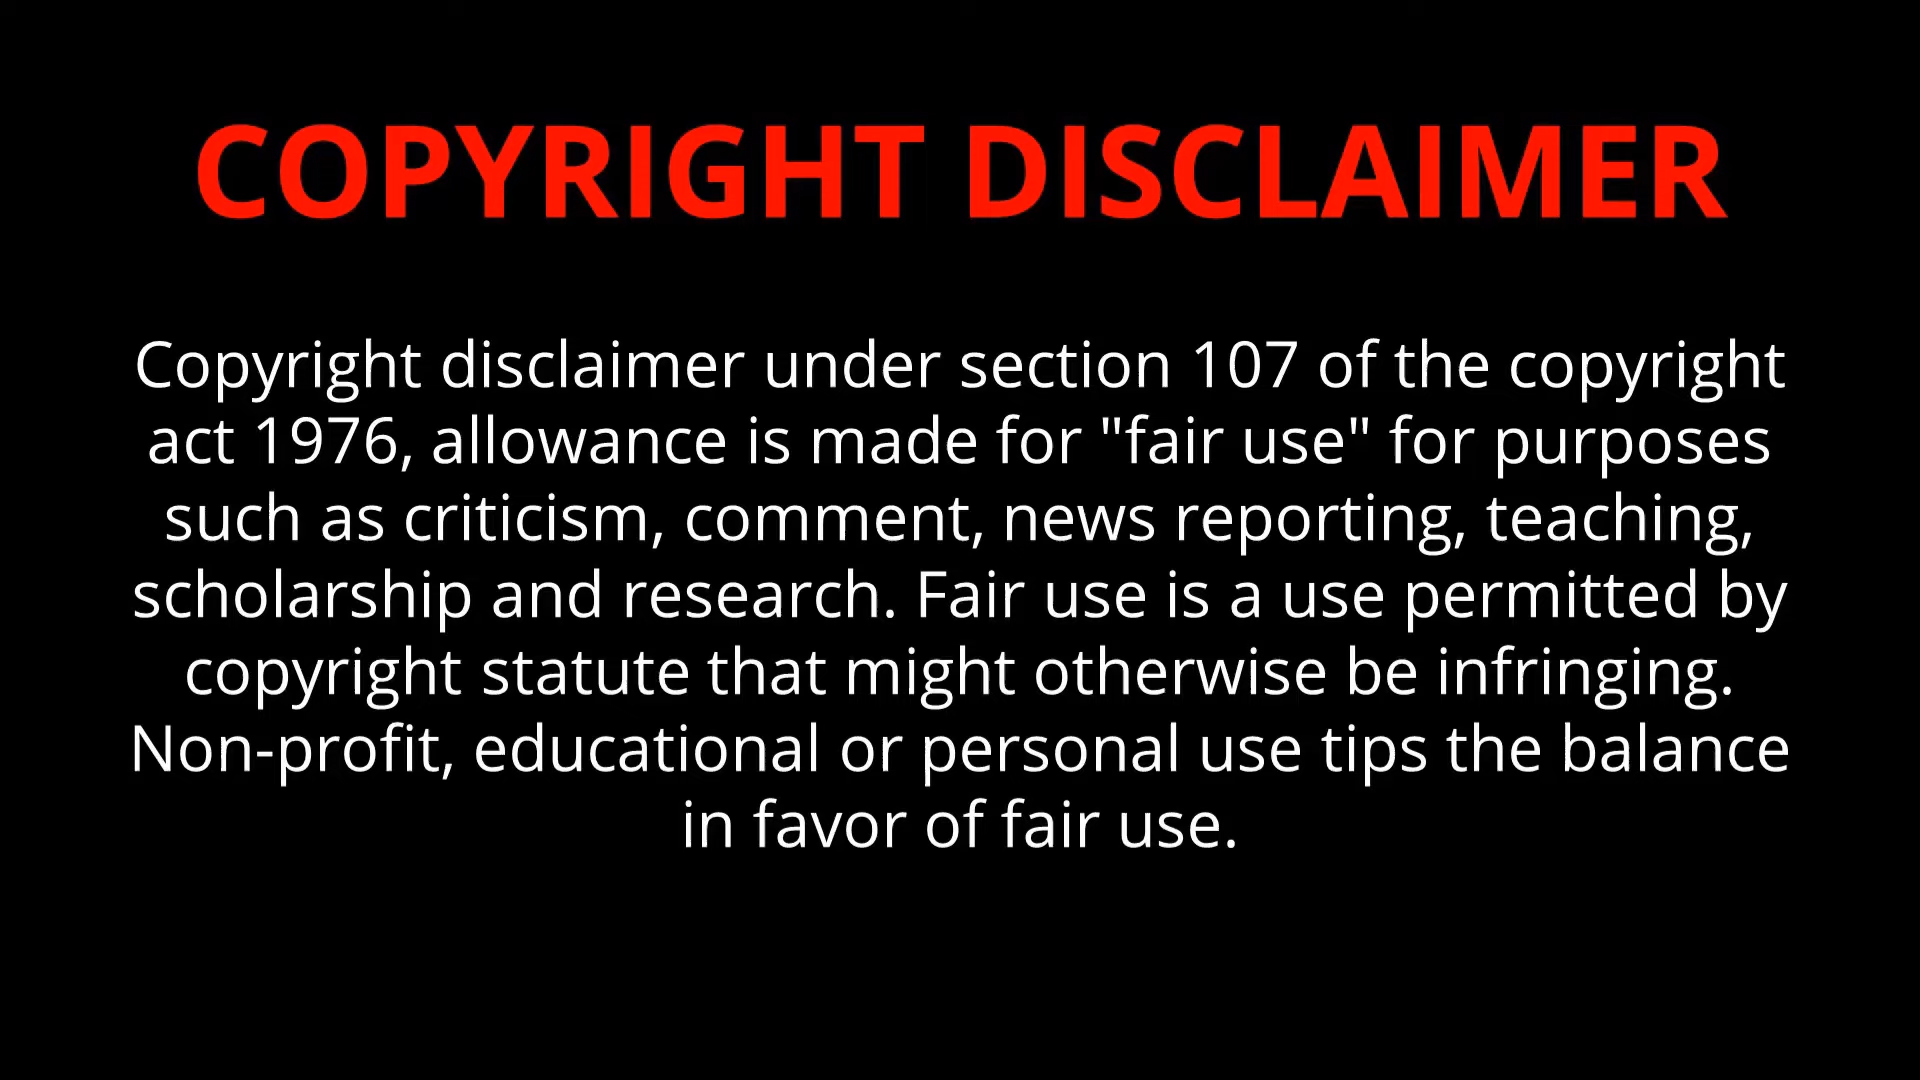 COPYRIGHT DISCLAIMER
Copyright disclaimer under section 107 of the copyright
act 1976, allowance is made for "fair use" for purposes
such as criticism, comment, news reporting, teaching,
scholarship and research. Fair use is a use permitted by
copyright statute that might otherwise be infringing.
Non-profit, educational or personal use tips the balance
in favor of fair use.